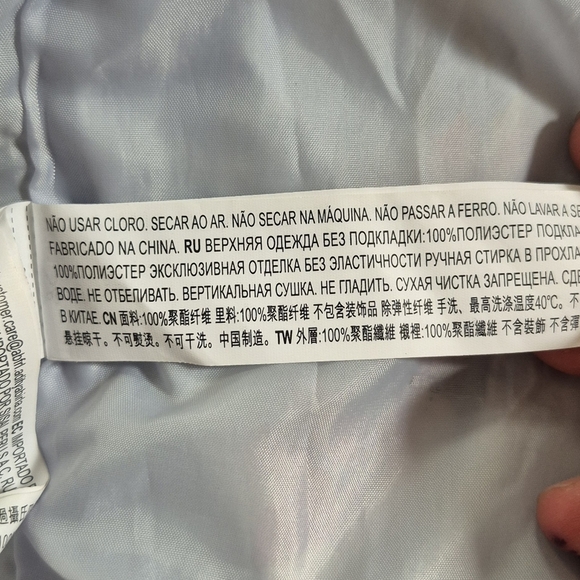 NÃO USAR CLORO. SECAR AO AR. NÃO SECAR NA MÁQUINA. NÃO PASSAR A FERRO. NÃO LAVAR A SE
FABRICADO NA CHINA. RU ВЕРХНЯЯ ОДЕЖДА БЕЗ ПОДКЛАДКИ:100%ПОЛИЭСТЕР ПОДКЛА
100%ПОЛИЭСТЕР ЭКСКЛЮЗИВНАЯ ОТДЕЛКА БЕЗ ЭЛАСТИЧНОСТИ РУЧНАЯ СТИРКА В ПРОХЛА
ВОДЕ. НЕ ОТБЕЛИВАТЬ. ВЕРТИКАЛЬНАЯ СУШКА. НЕ ГЛАДИТЬ. СУХАЯ ЧИСТКА ЗАПРЕЩЕНА. СДЕ
В КИТАЕ. CN 面料:100%聚酯纤维 里料:100%聚酯纤维 不包含装饰品 除弹性纤维 手洗、最高洗涤温度40℃。不
悬挂晾干。不可熨烫。不可干洗。中国制造。TW 外層:100%聚酯纖維 襯裡:100%聚酯纖維 不含裝飾 不含彈